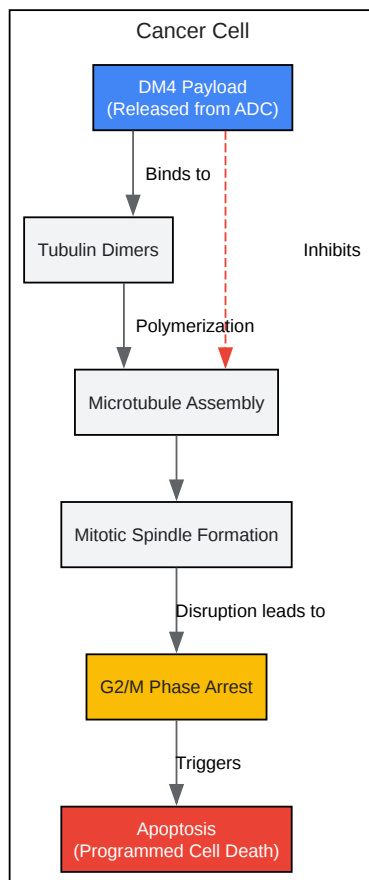 Cancer Cell
DM4 Payload
(Released from ADC)
Binds to
Tubulin Dimers
Inhibits
Polymerization
Microtubule Assembly
Mitotic Spindle Formation
Disruption leads to
G2/M Phase Arrest
Triggers
Apoptosis
(Programmed Cell Death)